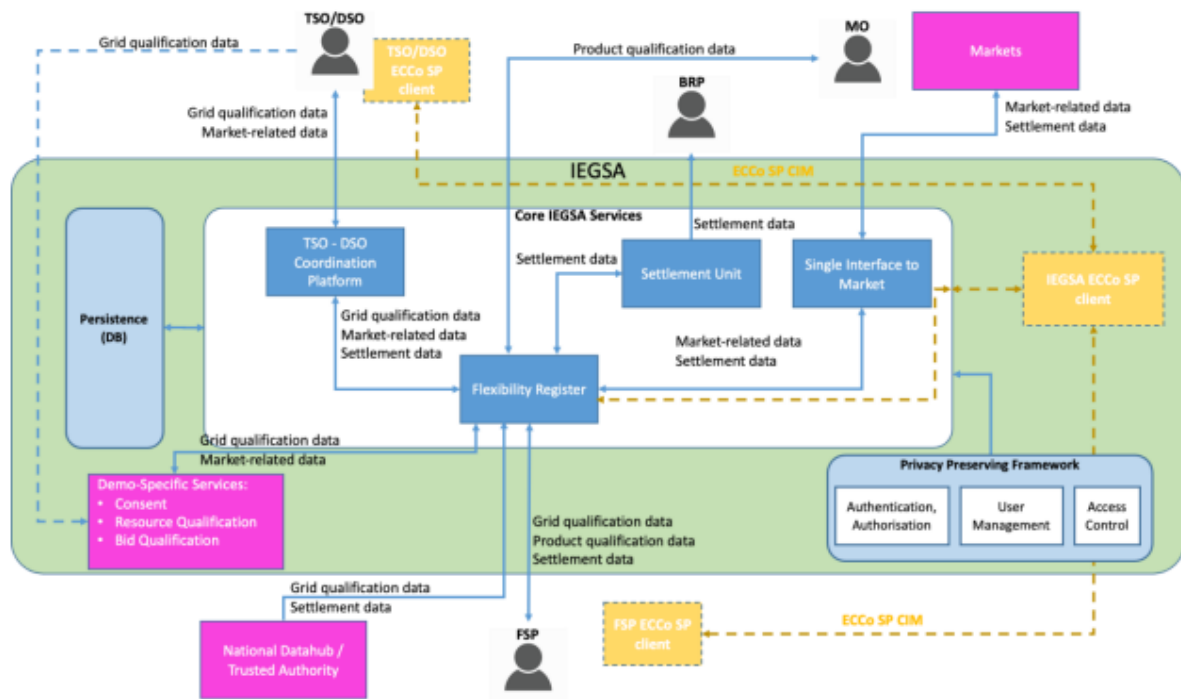 TSO/DSO
MO
Grid qualification data
TSO/DSO
ECCo SP
client
Product qualification data
Markets
BRP
Grid qualification data
Market-related data
Market-related data
Settlement data
IEGSA
ECCo SP CIM
Core IEGSA Services
Settlement data
TSO - DSO
Coordination
Platform
Settlement data
Settlement Unit
Single Interface to
Market
IEGSA ECCo SP
client
Persistence
(DB)
Grid qualification data
Market-related data
Settlement data
Market-related data
Settlement data
Flexibility Register
Grid qualification data
Market-related data
Privacy Preserving Framework
Demo-Specific Services:
• Consent
• Resource Qualification
• Bid Qualification
Authentication,
Authorisation
User
Management
Access
Control
Grid qualification data
Product qualification data
Settlement data
Grid qualification data
Settlement data
National Datahub /
Trusted Authority
FSP
FSP ECCo SP
client
ECCo SP CIM